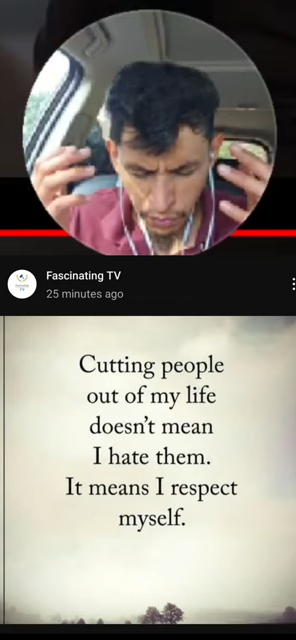 Fascinating TV
25 minutes ago
Cutting people
out of my life
doesn't mean
I hate them.
It means I respect
myself.